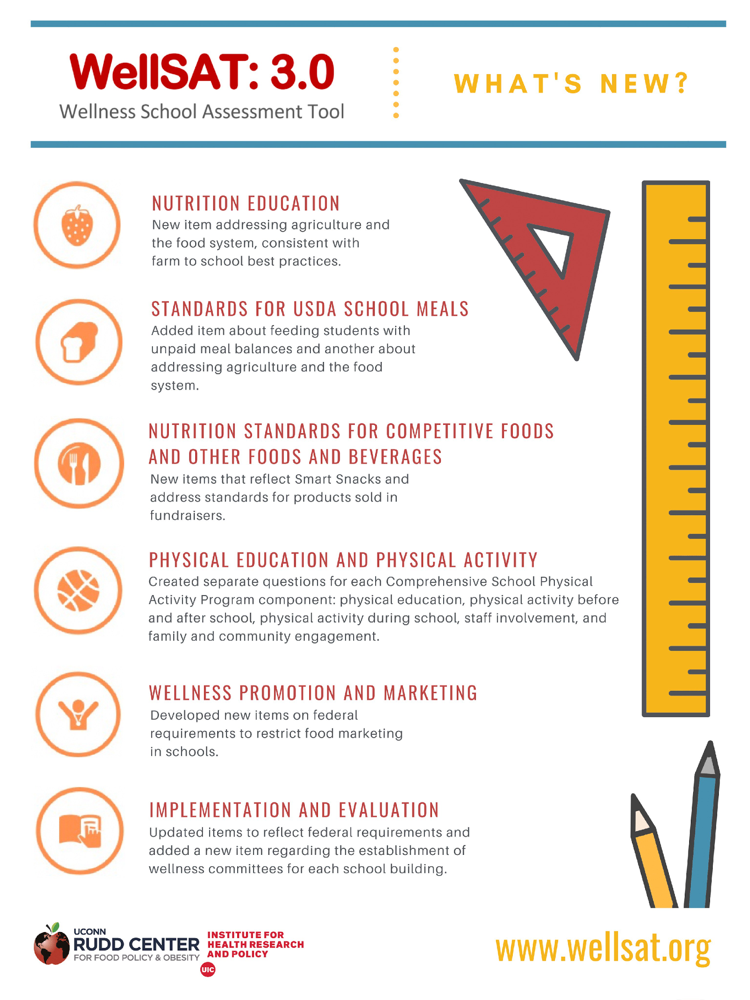 WellSAT: 3.0
Wellness School Assessment Tool
WHAT'S NEW?
NUTRITION EDUCATION
New item addressing agriculture and
the food system, consistent with
farm to school best practices.
STANDARDS FOR USDA SCHOOL MEALS
Added item about feeding students with
unpaid meal balances and another about
addressing agriculture and the food
system.
NUTRITION STANDARDS FOR COMPETITIVE FOODS
AND OTHER FOODS AND BEVERAGES
New items that reflect Smart Snacks and
address standards for products sold in
fundraisers.
PHYSICAL EDUCATION AND PHYSICAL ACTIVITY
Created separate questions for each Comprehensive School Physical
Activity Program component: physical education, physical activity before
and after school, physical activity during school, staff involvement, and
family and community engagement.
WELLNESS PROMOTION AND MARKETING
Developed new items on federal
requirements to restrict food marketing
in schools.
IMPLEMENTATION AND EVALUATION
Updated items to reflect federal requirements and
added a new item regarding the establishment of
wellness committees for each school building.
UCONN
RUDD CENTER
FOR FOOD POLICY & OBESITY
INSTITUTE FOR
HEALTH RESEARCH
AND POLICY
UIC
www.wellsat.org